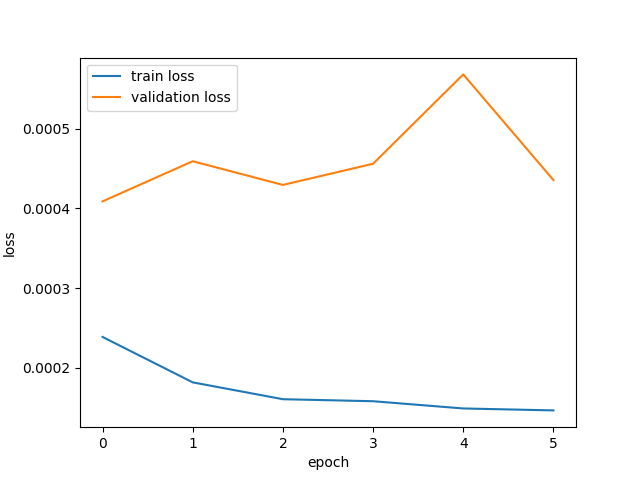 train loss
validation loss
0.0005
0.0004
0.0003
0.0002
loss
0 1 2 3 4 5
epoch